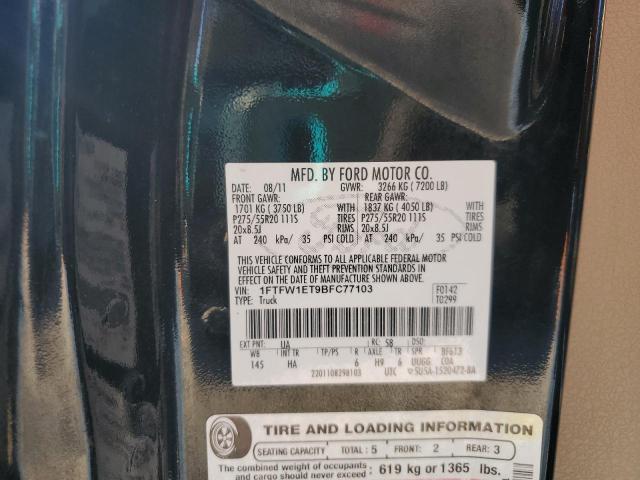 MFD. BY FORD MOTOR CO.
DATE: 08/11 GVWR: 3266 KG ( 7200 LB)
FRONT GAWR: REAR GAWR:
1701 KG ( 3750 LB) WITH 1837 KG ( 4050 LB) WITH
P275/55R20 111S TIRES P275/55R20 111S TIRES
20x8.5J RIMS 20x8.5J RIMS
AT 240 kPa/ 35 PSI COLD AT 240 kPa/ 35 PSI COLD
Ford
THIS VEHICLE CONFORMS TO ALL APPLICABLE FEDERAL MOTOR
VEHICLE SAFETY AND THEFT PREVENTION STANDARDS IN
EFFECT ON THE DATE OF MANUFACTURE SHOWN ABOVE.
VIN: 1FTFW1ET9BFC77103 F0142
TYPE: Truck T0299
EXT PNT: UA RC: 58 DSO:
WB INT TR TP/PS R AXLE TR SPR
145 HA 6 H9 6 UUGG
2201108298103 UTC
TIRE AND LOADING INFORMATION
SEATING CAPACITY TOTAL: 5 FRONT: 2 REAR: 3
The combined weight of occupants
and cargo should never exceed: 619 kg or 1365 lbs.